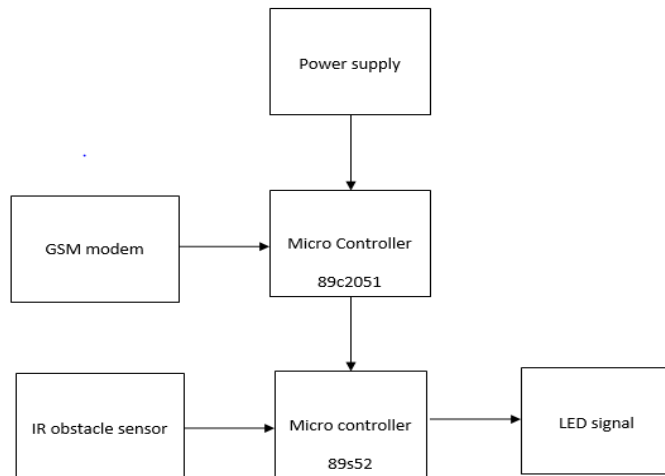 Power supply
GSM modem
Micro Controller
89c2051
IR obstacle sensor
Micro controller
89s52
LED signal